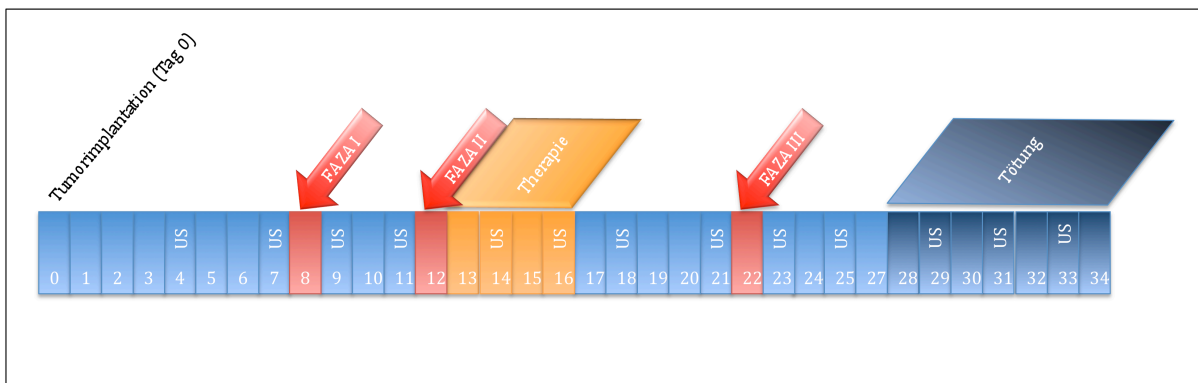 Tumorimplantation (Tag 0)
FAZA I
FAZA II
Therapie
FAZA III
Tötung
US US US US US US US US US US US US US
0 1 2 3 4 5 6 7 8 9 10 11 12 13 14 15 16 17 18 19 20 21 22 23 24 25 27 28 29 30 31 32 33 34